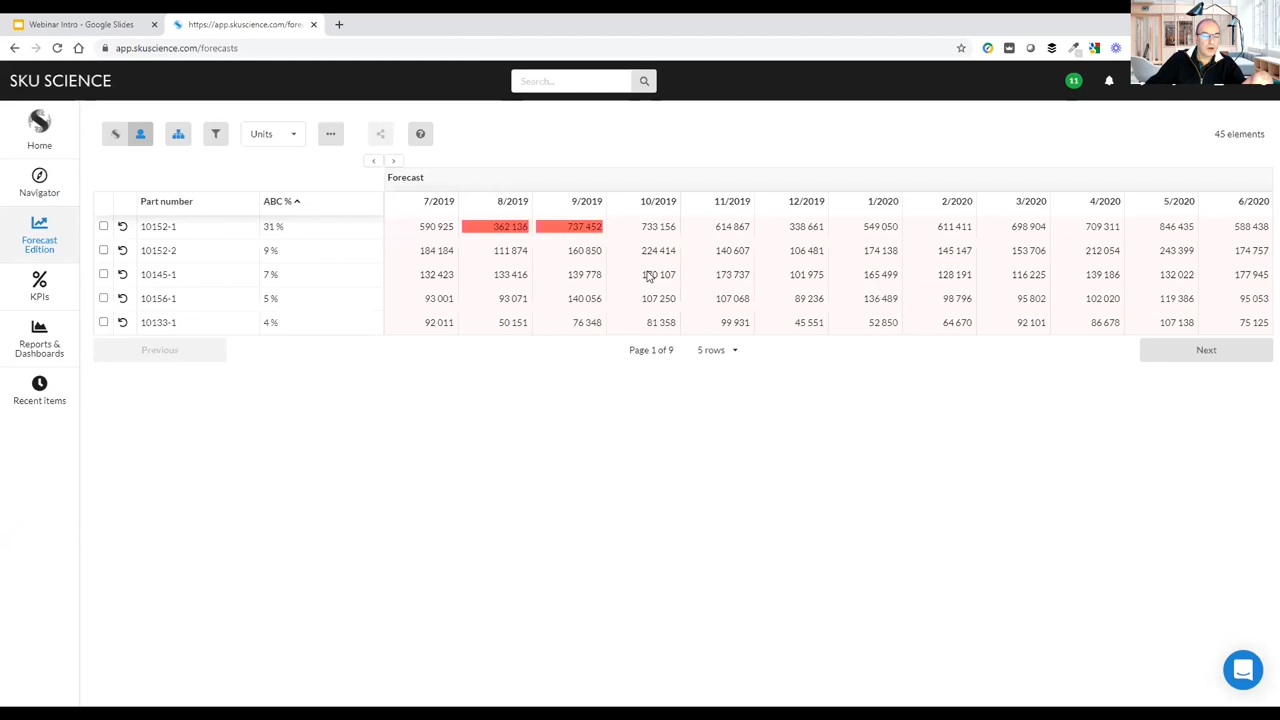 Webinar Intro - Google Slides
https://app.skuscience.com/fore
app.skuscience.com/forecasts
SKU SCIENCE
Search...
11
Home
Navigator
Forecast Edition
KPIs
Reports & Dashboards
Recent items
Units
45 elements
Forecast
Part number ABC % 7/2019 8/2019 9/2019 10/2019 11/2019 12/2019 1/2020 2/2020 3/2020 4/2020 5/2020 6/2020
10152-1 31 % 590 925 362 136 737 452 733 156 614 867 338 661 549 050 611 411 698 904 709 311 846 435 588 438
10152-2 9 % 184 184 111 874 160 850 224 414 140 607 106 481 174 138 145 147 153 706 212 054 243 399 174 757
10145-1 7 % 132 423 133 416 139 778 107 173 737 101 975 165 499 128 191 116 225 139 186 132 022 177 945
10156-1 5 % 93 001 93 071 140 056 107 250 107 068 89 236 136 489 98 796 95 802 102 020 119 386 95 053
10133-1 4 % 92 011 50 151 76 348 81 358 99 931 45 551 52 850 64 670 92 101 86 678 107 138 75 125
Previous Page 1 of 9 5 rows Next